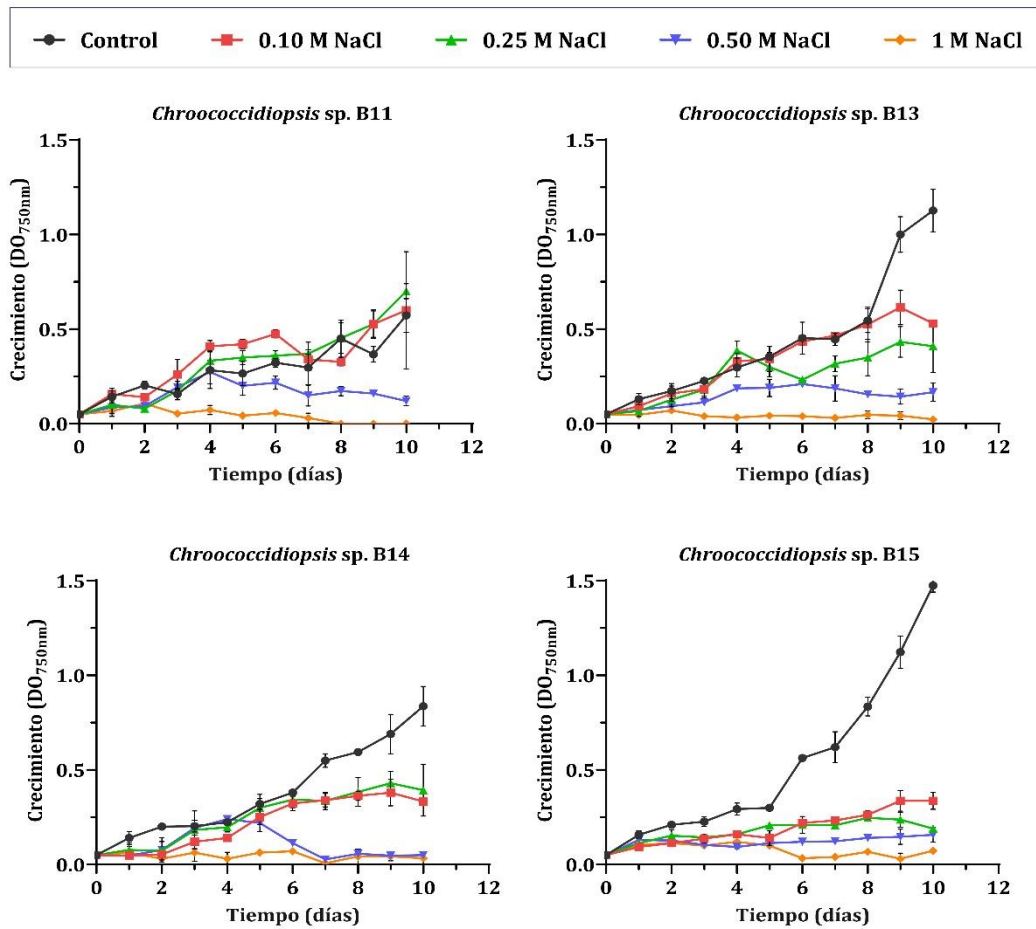 Control 0.10 M NaCl 0.25 M NaCl 0.50 M NaCl 1 M NaCl
Chroococcidiopsis sp. B11
1.5
1.0
0.5
0.0
0 2 4 6 8 10 12
Crecimiento (DO750nm)
Tiempo (días)
Chroococcidiopsis sp. B13
1.5
1.0
0.5
0.0
0 2 4 6 8 10 12
Crecimiento (DO750nm)
Tiempo (días)
Chroococcidiopsis sp. B14
1.5
1.0
0.5
0.0
0 2 4 6 8 10 12
Crecimiento (DO750nm)
Tiempo (días)
Chroococcidiopsis sp. B15
1.5
1.0
0.5
0.0
0 2 4 6 8 10 12
Crecimiento (DO750nm)
Tiempo (días)